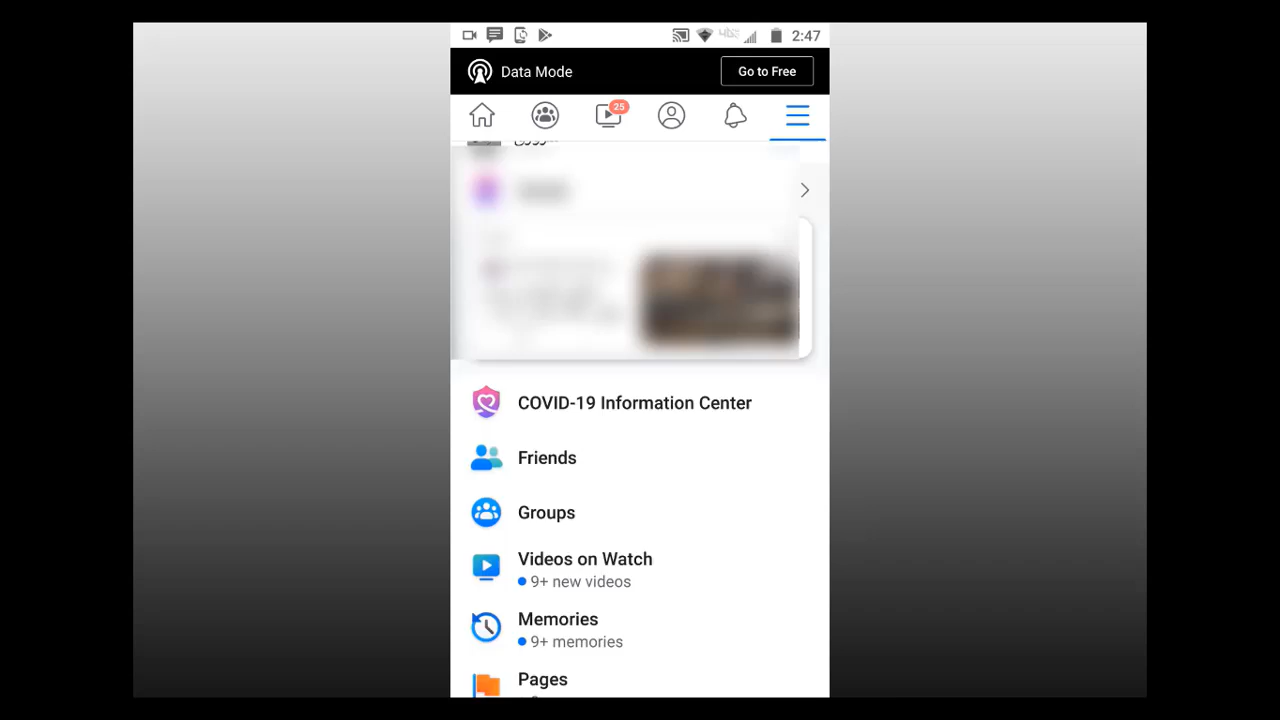 2:47
Data Mode
Go to Free
25
COVID-19 Information Center
Friends
Groups
Videos on Watch
9+ new videos
Memories
9+ memories
Pages